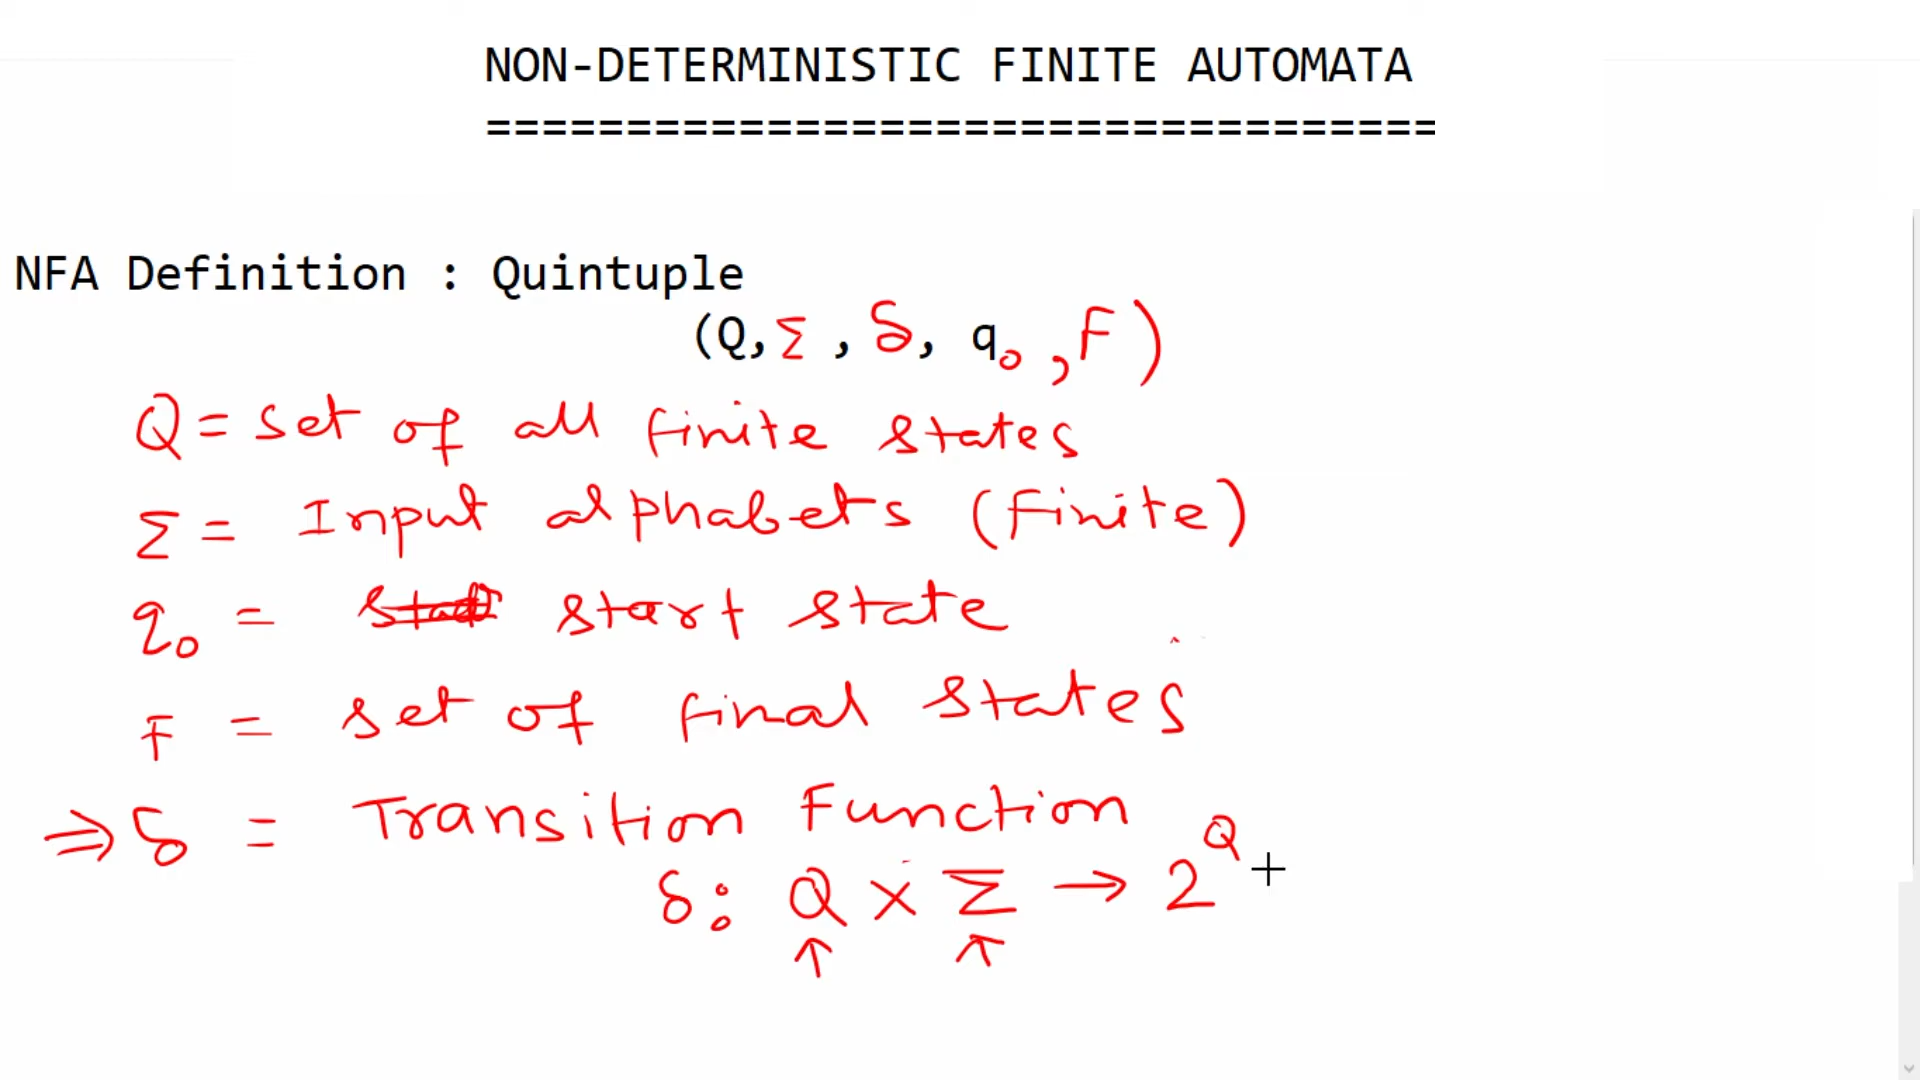 NON-DETERMINISTIC FINITE AUTOMATA
==================================
NFA Definition : Quintuple
(Q, Σ, δ, q₀, F)
Q = set of all finite states
Σ = Input alphabets (Finite)
q₀ = start state
F = set of final states
⇒ δ = Transition Function
δ: Q × Σ → 2^Q
↑ ↑